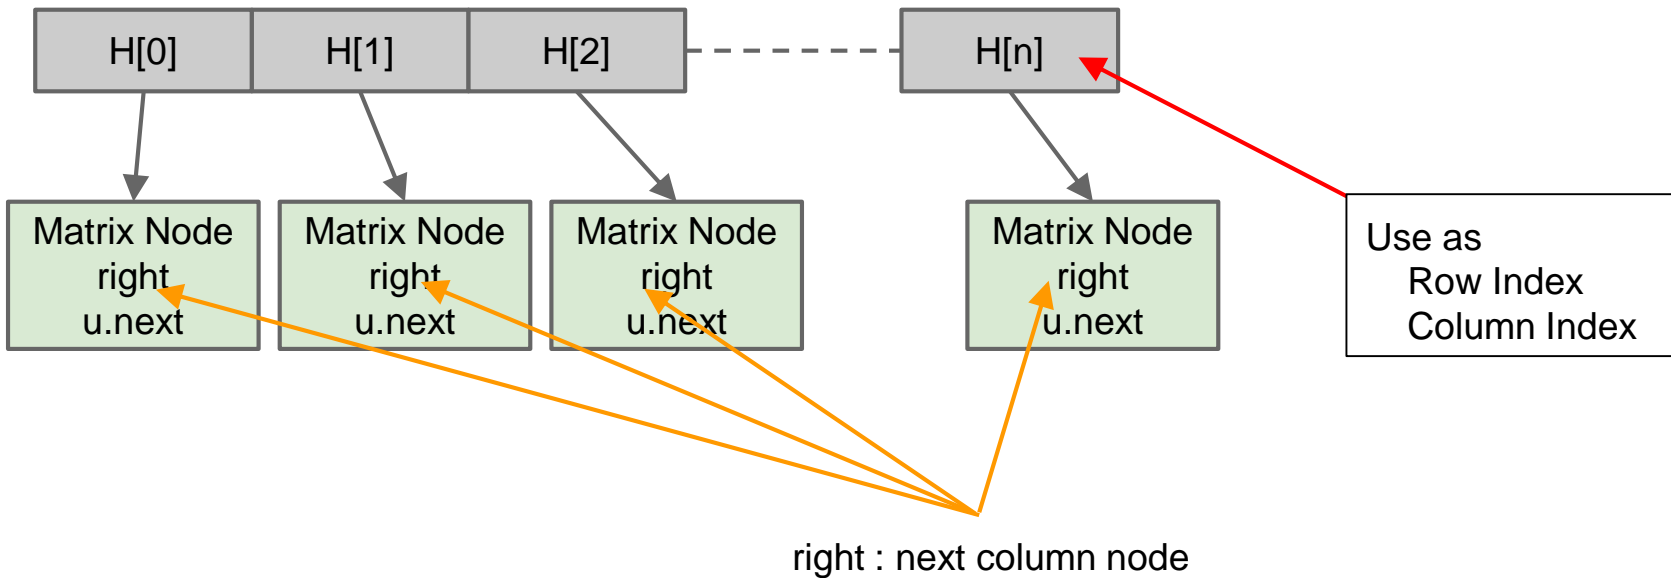 H[0] H[1] H[2] H[n]
Matrix Node
right
u.next
Matrix Node
right
u.next
Matrix Node
right
u.next
Matrix Node
right
u.next
Use as
Row Index
Column Index
right : next column node